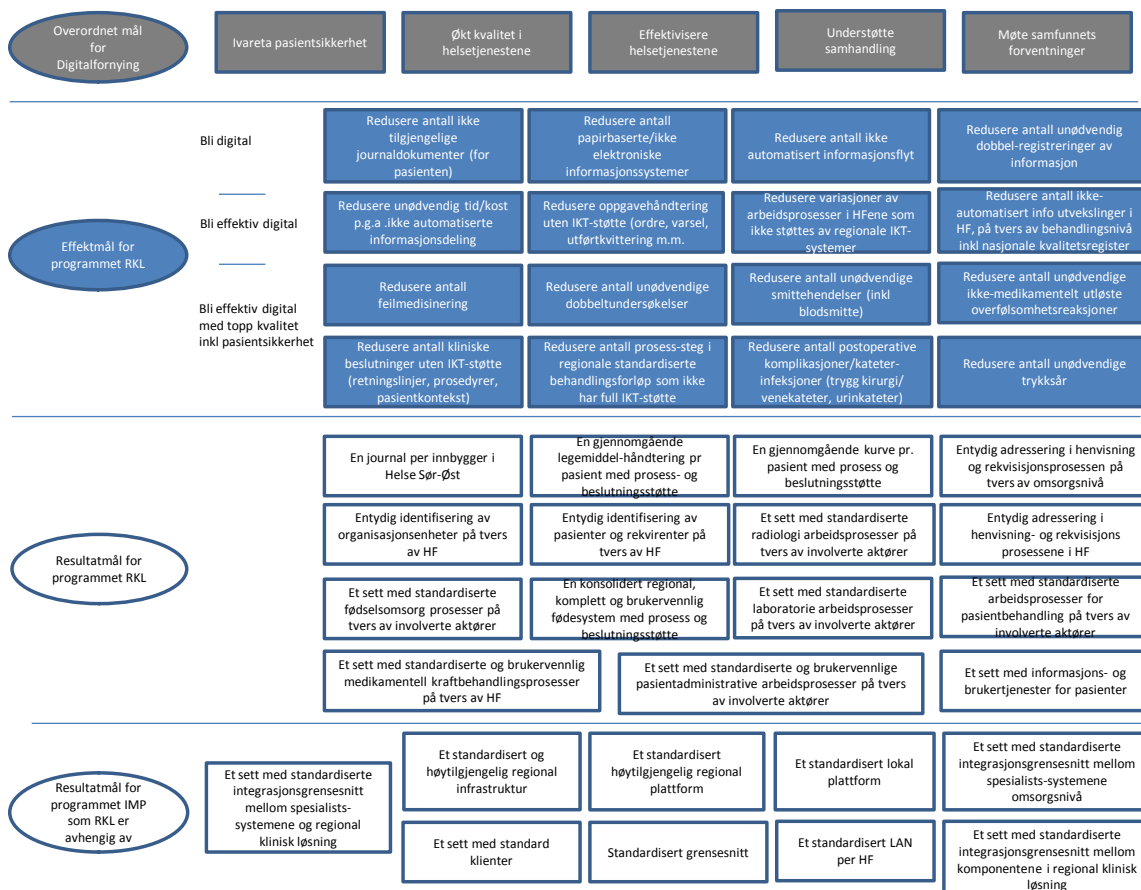 Overordnet mål
for
Digitalfornying
Ivareta pasientsikkerhet
Økt kvalitet i
helsetjenestene
Effektivisere
helsetjenestene
Understøtte
samhandling
Møte samfunnets
forventninger
Effektmål for
programmet RKL
Bli digital
Redusere antall ikke
tilgjengelige
journaldokumenter (for
pasienten)
Redusere antall
papirbaserte/ikke
elektroniske
informasjonssystemer
Redusere antall ikke
automatisert informasjonsflyt
Redusere antall unødvendig
dobbel-registreringer av
informasjon
Bli effektiv digital
Redusere unødvendig tid/kost
p.g.a .ikke automatiserte
informasjonsdeling
Redusere oppgavehåndtering
uten IKT-støtte (ordre, varsel,
utførtkvittering m.m.
Redusere variasjoner av
arbeidsprosesser i HFene som
ikke støttes av regionale IKT-
systemer
Redusere antall ikke-
automatisert info utvekslinger i
HF, på tvers av behandlingsnivå
inkl nasjonale kvalitetsregister
Bli effektiv digital
med topp kvalitet
inkl pasientsikkerhet
Redusere antall
feilmedisinering
Redusere antall unødvendige
dobbeltundersøkelser
Redusere antall unødvendige
smittehendelser (inkl
blodsmitte)
Redusere antall unødvendige
ikke-medikamentelt utløste
overfølsomhetsreaksjoner
Redusere antall kliniske
beslutninger uten IKT-støtte
(retningslinjer, prosedyrer,
pasientkontekst)
Redusere antall prosess-steg i
regionale standardiserte
behandlingsforløp som ikke
har full IKT-støtte
Redusere antall postoperative
komplikasjoner/kateter-
infeksjoner (trygg kirurgi/
venekateter, urinkateter)
Redusere antall unødvendige
trykksår
Resultatmål for
programmet RKL
En journal per innbygger i
Helse Sør-Øst
En gjennomgående
legemiddel-håndtering pr
pasient med prosess- og
beslutningsstøtte
En gjennomgående kurve pr.
pasient med prosess og
beslutningsstøtte
Entydig adressering i henvisning
og rekvisisjonsprosessen på
tvers av omsorgsnivå
Entydig identifisering av
organisasjonsenheter på tvers
av HF
Entydig identifisering av
pasienter og rekvirenter på
tvers av HF
Et sett med standardiserte
radiologi arbeidsprosesser på
tvers av involverte aktører
Entydig adressering i
henvisning- og rekvisisjons
prosessene i HF
Et sett med standardiserte
fødselsomsorg prosesser på
tvers av involverte aktører
En konsolidert regional,
komplett og brukervennlig
fødesystem med prosess og
beslutningsstøtte
Et sett med standardiserte
laboratorie arbeidsprosesser
på tvers av involverte aktører
Et sett med standardiserte
arbeidsprosesser for
pasientbehandling på tvers av
involverte aktører
Et sett med standardiserte og brukervennlig
medikamentell kraftbehandlingsprosesser
på tvers av HF
Et sett med standardiserte og brukervennlige
pasientadministrative arbeidsprosesser på tvers
av involverte aktører
Et sett med informasjons- og
brukertjenester for pasienter
Resultatmål for
programmet IMP
som RKL er
avhengig av
Et sett med standardiserte
integrasjonsgrensesnitt
mellom spesialists-
systemene og regional
klinisk løsning
Et standardisert og
høytilgjengelig regional
infrastruktur
Et standardisert
høytilgjengelig regional
plattform
Et standardisert lokal
plattform
Et sett med standardiserte
integrasjonsgrensesnitt mellom
spesialists-systemene
omsorgsnivå
Et sett med standard
klienter
Standardisert grensesnitt
Et standardisert LAN
per HF
Et sett med standardiserte
integrasjonsgrensesnitt mellom
komponentene i regional klinisk
løsning